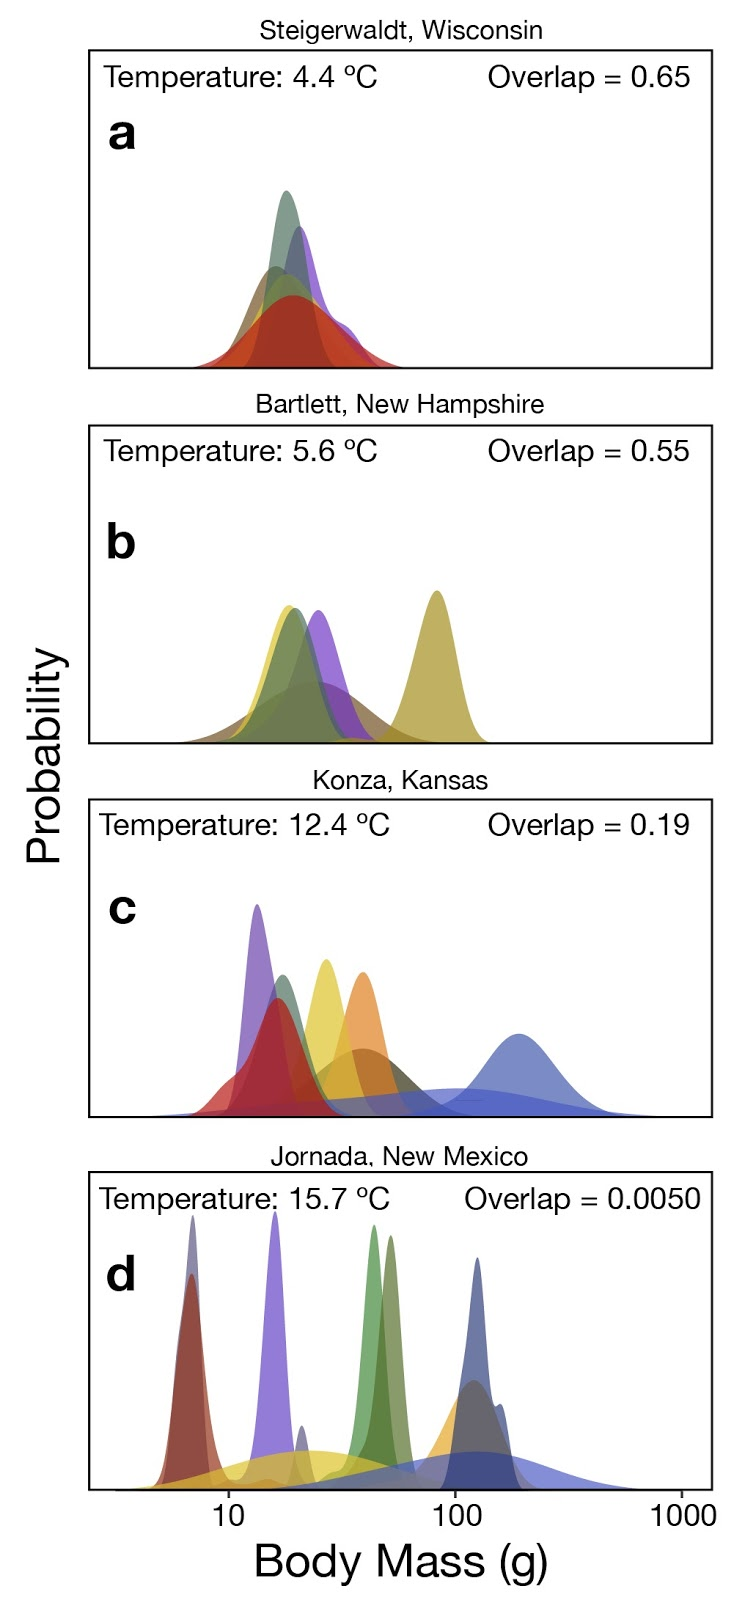 Steigerwaldt, Wisconsin
Temperature: 4.4 ºC Overlap = 0.65
a
Bartlett, New Hampshire
Temperature: 5.6 ºC Overlap = 0.55
b
Probability
Konza, Kansas
Temperature: 12.4 ºC Overlap = 0.19
c
Jornada, New Mexico
Temperature: 15.7 ºC Overlap = 0.0050
d
10 100 1000
Body Mass (g)